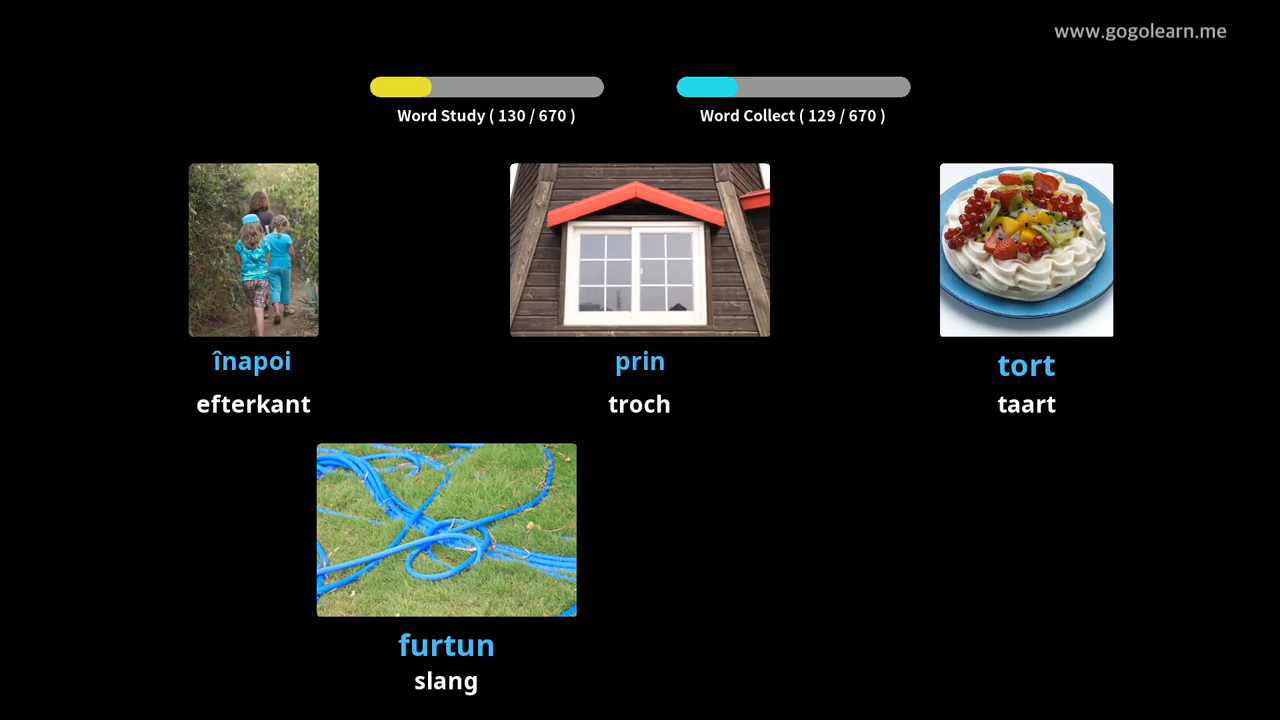 www.gogolearn.me
Word Study ( 130 / 670 )
Word Collect ( 129 / 670 )
înapoi
efterkant
prin
troch
tort
taart
furtun
slang